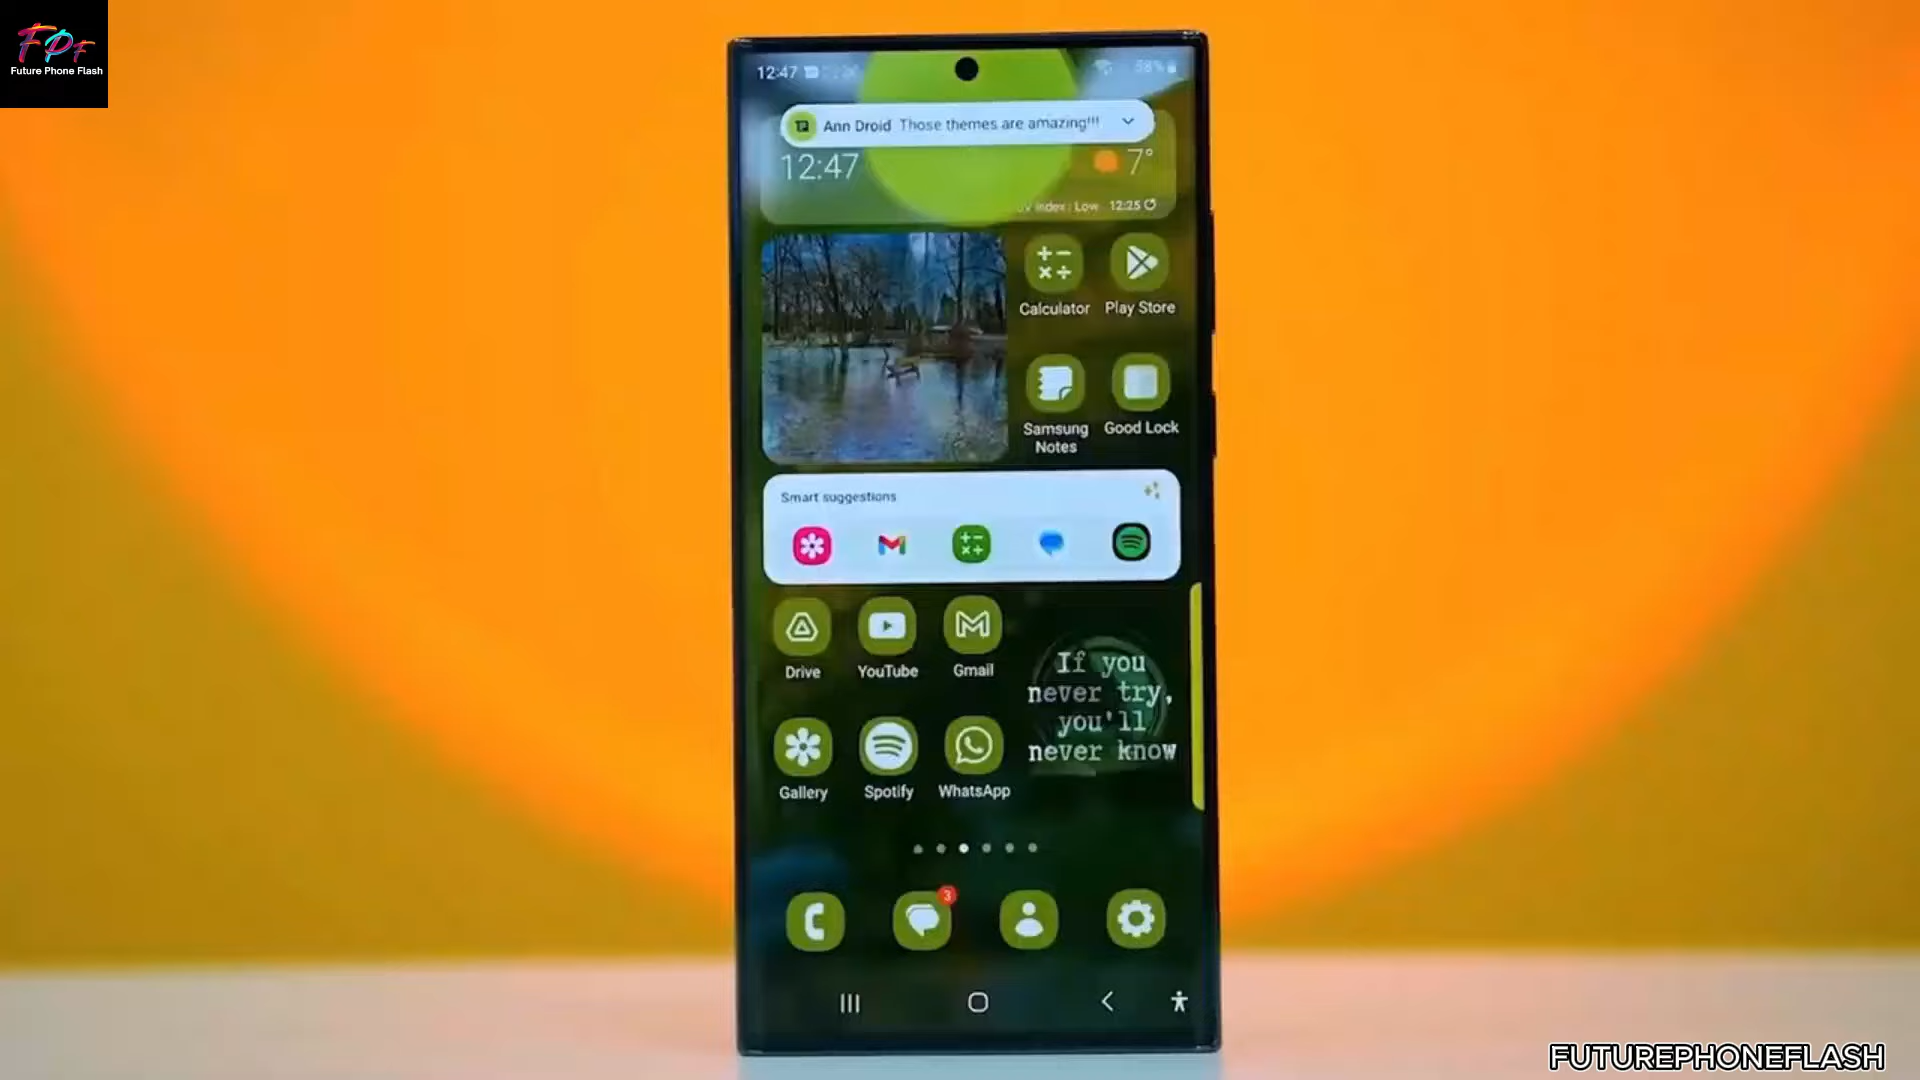 FPF
Future Phone Flash
12:47
58%
Ann Droid Those themes are amazing!!!
12:47
7°
Index: Low 12:25
Calculator
Play Store
Samsung
Notes
Good Lock
Smart suggestions
Drive
YouTube
Gmail
If you
never try,
you'll
never know
Gallery
Spotify
WhatsApp
3
FUTUREPHONEFLASH